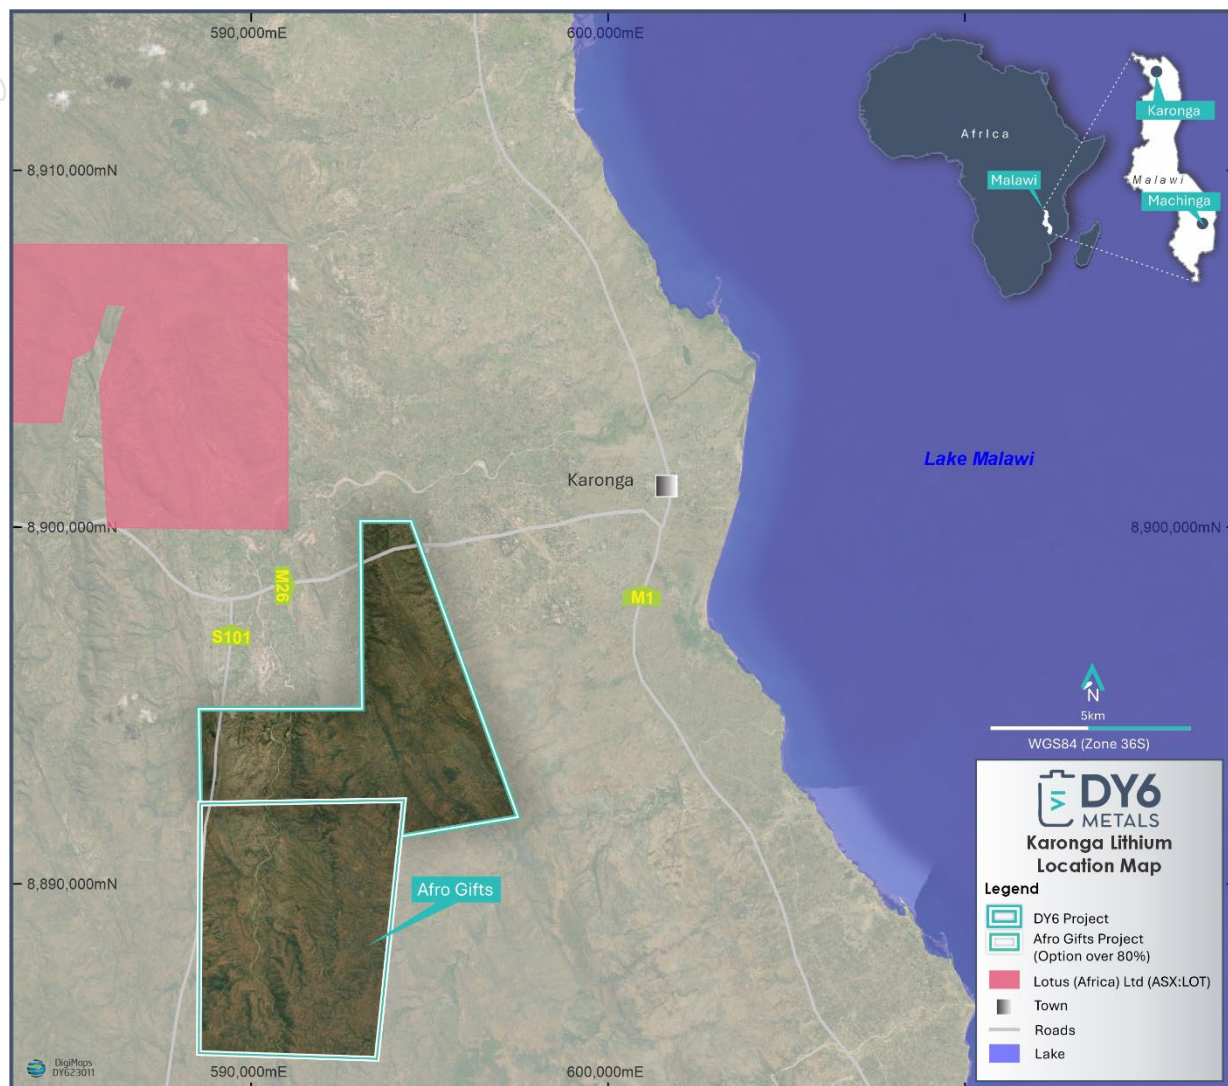 590,000mE
600,000mE
8,910,000mN
Africa
Malawi
Karonga
Malawi
Machinga
Lake Malawi
Karonga
8,900,000mN
8,900,000mN
M26
M1
S101
N
5km
WGS84 (Zone 36S)
8,890,000mN
Afro Gifts
DY6
METALS
Karonga Lithium
Location Map
Legend
DY6 Project
Afro Gifts Project
(Option over 80%)
Lotus (Africa) Ltd (ASX:LOT)
Town
Roads
Lake
DigiMaps
DY623011
590,000mE
600,000mE